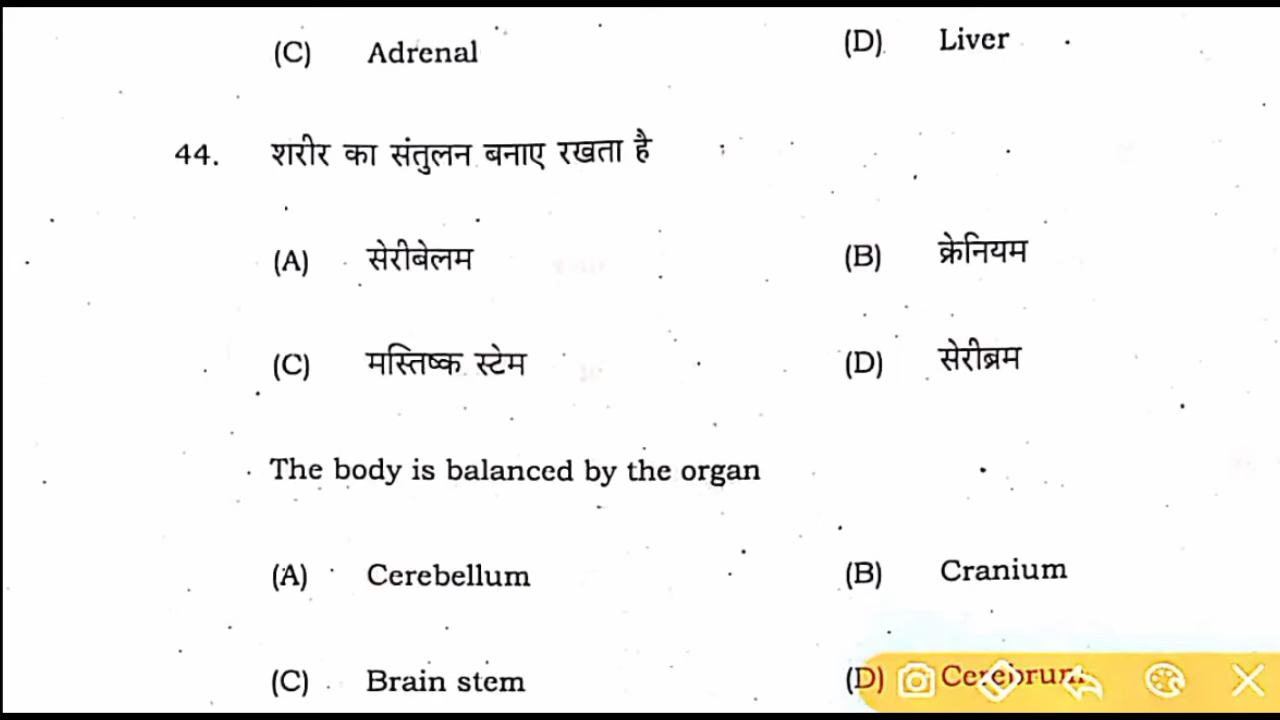 (C) Adrenal (D) Liver
44. शरीर का संतुलन बनाए रखता है
(A) सेरीबेलम (B) क्रेनियम
(C) मस्तिष्क स्टेम (D) सेरीब्रम
The body is balanced by the organ
(A) Cerebellum (B) Cranium
(C) Brain stem (D) Cerebrum